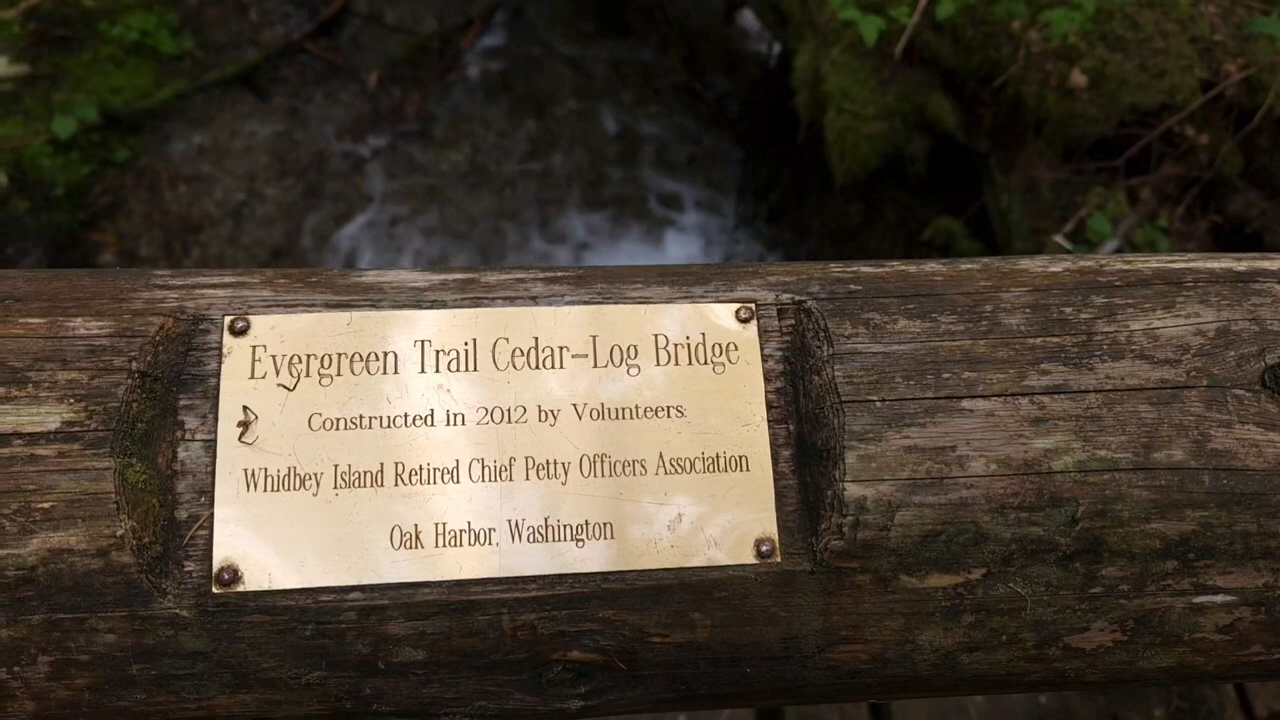 Evergreen Trail Cedar-Log Bridge
Constructed in 2012 by Volunteers:
Whidbey Island Retired Chief Petty Officers Association
Oak Harbor, Washington